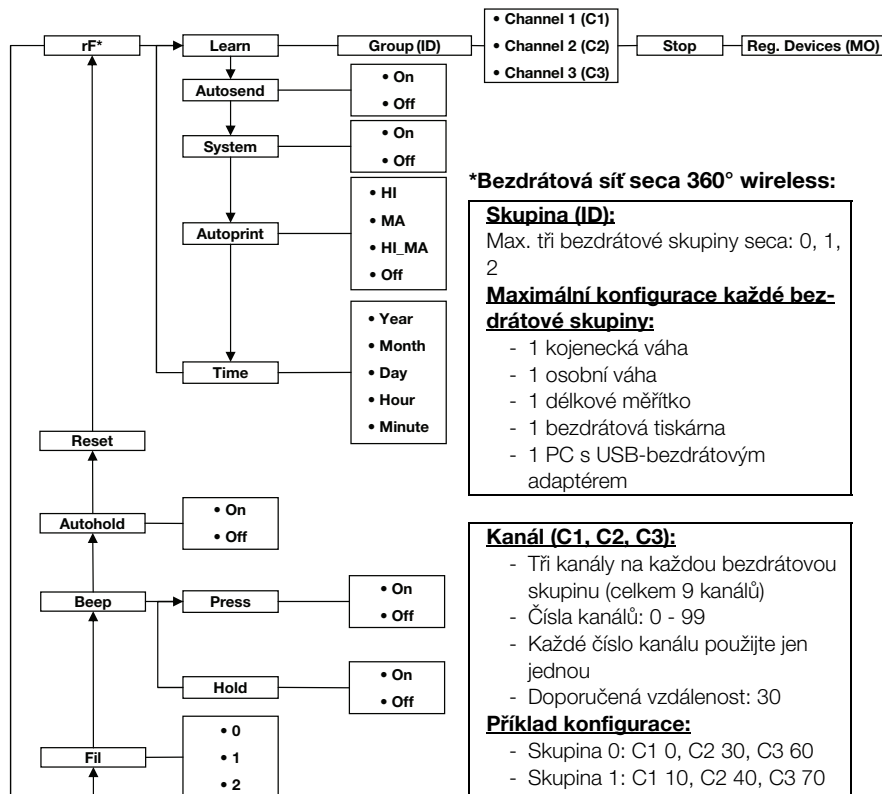 • Channel 1 (C1)
rF*
Learn
Group (ID)
• Channel 2 (C2)
Stop
Reg. Devices (MO)
• Channel 3 (C3)
Autosend
• On
• Off
System
• On
• Off
Autoprint
• HI
• MA
• HI_MA
• Off
Time
• Year
• Month
• Day
• Hour
• Minute
Reset
Autohold
• On
• Off
Beep
Press
• On
• Off
Hold
• On
• Off
Fil
• 0
• 1
• 2
*Bezdrátová síť seca 360° wireless:
Skupina (ID):
Max. tři bezdrátové skupiny seca: 0, 1,
2
Maximální konfigurace každé bez-
drátové skupiny:
- 1 kojenecká váha
- 1 osobní váha
- 1 délkové měřítko
- 1 bezdrátová tiskárna
- 1 PC s USB-bezdrátovým
adaptérem
Kanál (C1, C2, C3):
- Tři kanály na každou bezdrátovou
skupinu (celkem 9 kanálů)
- Čísla kanálů: 0 - 99
- Každé číslo kanálu použijte jen
jednou
- Doporučená vzdálenost: 30
Příklad konfigurace:
- Skupina 0: C1 0, C2 30, C3 60
- Skupina 1: C1 10, C2 40, C3 70